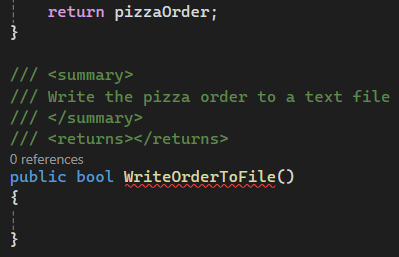 return pizzaOrder;
}
/// <summary>
/// Write the pizza order to a text file
/// </summary>
/// <returns></returns>
0 references
public bool WriteOrderToFile()
{
}